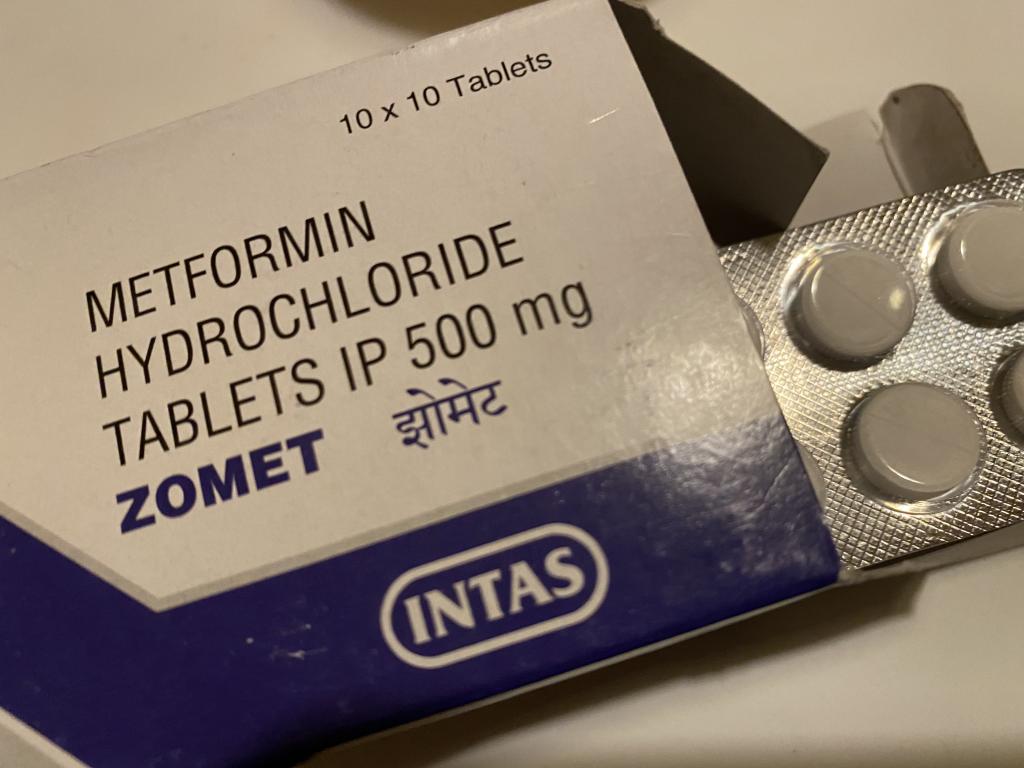 10 x 10 Tablets
METFORMIN
HYDROCHLORIDE
TABLETS IP 500 mg
ZOMET झोमेट
INTAS